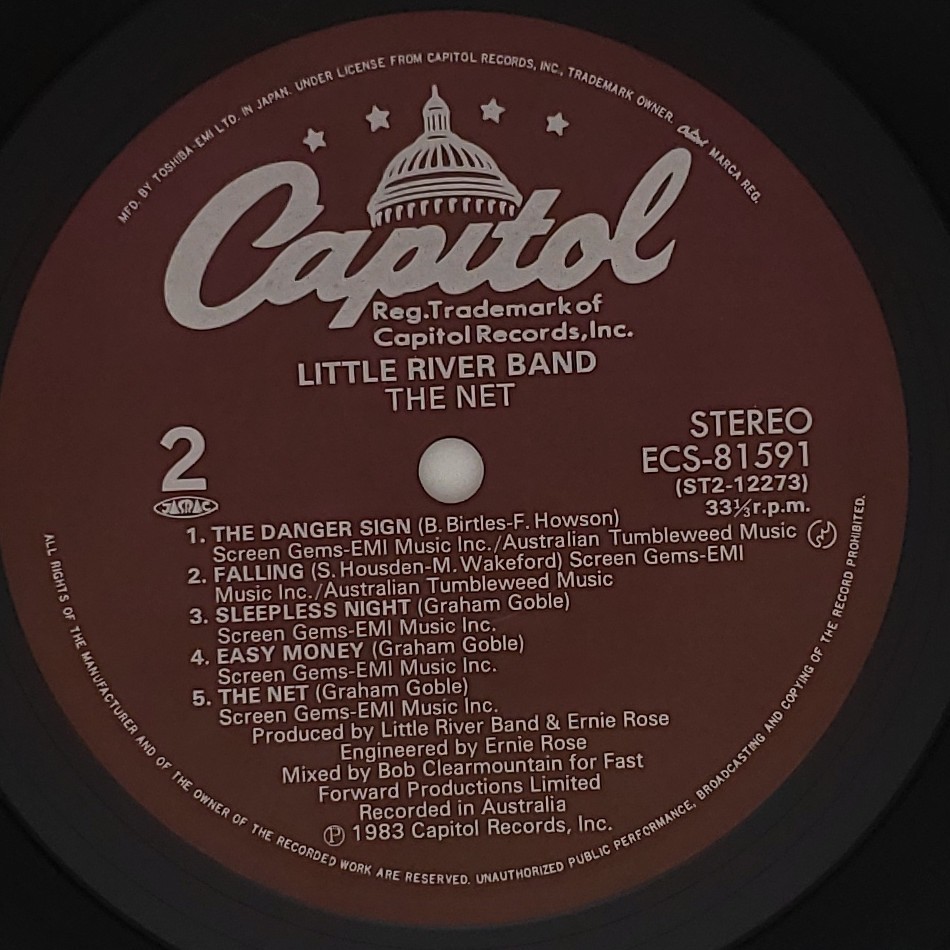 MFD. BY TOSHIBA-EMI LTD. IN JAPAN. UNDER LICENSE FROM CAPITOL RECORDS, INC., TRADEMARK OWNER. Capitol MARCA REG.
Capitol
Reg.Trademark of
Capitol Records,Inc.
LITTLE RIVER BAND
THE NET
2
JASRAC
STEREO
ECS-81591
(ST2-12273)
33⅓r.p.m.
1. THE DANGER SIGN (B. Birtles-F. Howson)
Screen Gems-EMI Music Inc./Australian Tumbleweed Music
2. FALLING (S. Housden-M. Wakeford) Screen Gems-EMI
Music Inc./Australian Tumbleweed Music
3. SLEEPLESS NIGHT (Graham Goble)
Screen Gems-EMI Music Inc.
4. EASY MONEY (Graham Goble)
Screen Gems-EMI Music Inc.
5. THE NET (Graham Goble)
Screen Gems-EMI Music Inc.
Produced by Little River Band & Ernie Rose
Engineered by Ernie Rose
Mixed by Bob Clearmountain for Fast
Forward Productions Limited
Recorded in Australia
Ⓟ 1983 Capitol Records, Inc.
ALL RIGHTS OF THE MANUFACTURER AND OF THE OWNER OF THE RECORDED WORK ARE RESERVED. UNAUTHORIZED PUBLIC PERFORMANCE, BROADCASTING AND COPYING OF THE RECORD PROHIBITED.